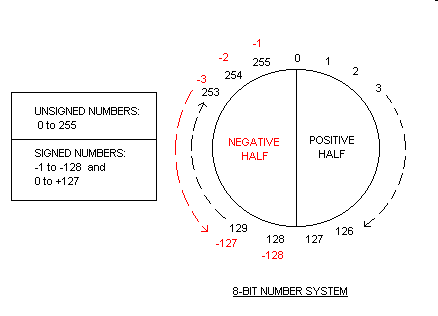 -1
-2
0
255
1
254
2
-3
253
3
UNSIGNED NUMBERS:
0 to 255
SIGNED NUMBERS:
-1 to -128 and
0 to +127
NEGATIVE
HALF
POSITIVE
HALF
129
126
-127
128
127
-128
8-BIT NUMBER SYSTEM